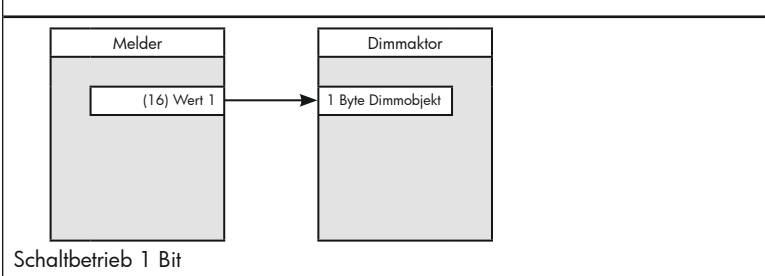 Melder
Dimmaktor
(16) Wert 1
1 Byte Dimmobjekt
Schaltbetrieb 1 Bit